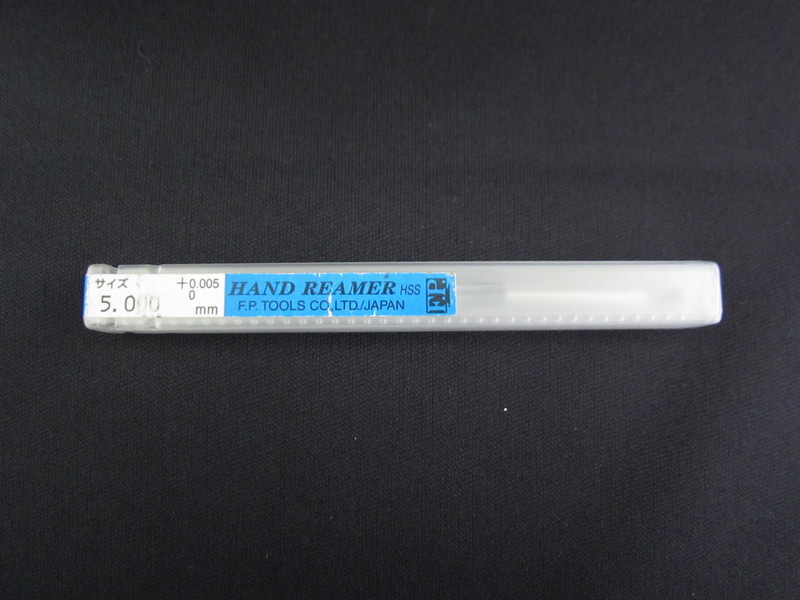 サイズ
5.000
+0.005
0
mm
HAND REAMER HSS
F.P. TOOLS CO.,LTD./JAPAN
F.P.